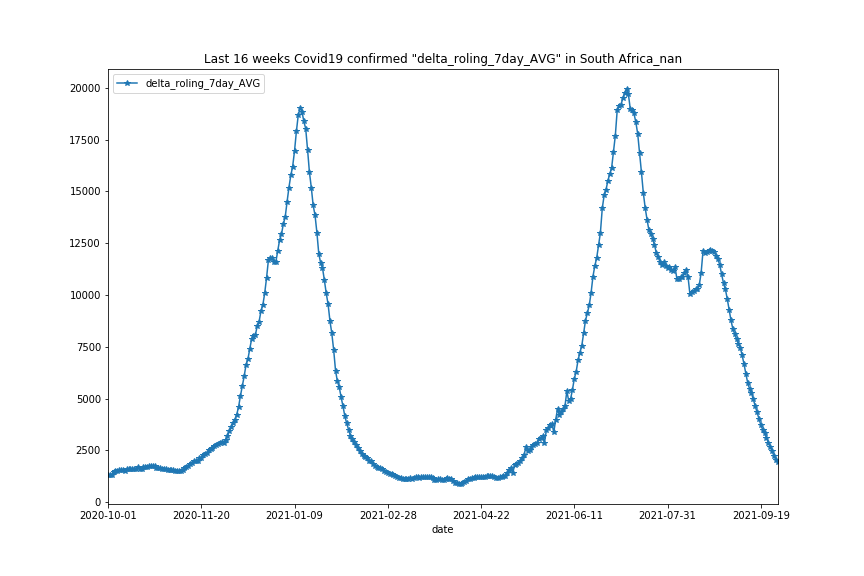 Last 16 weeks Covid19 confirmed "delta_roling_7day_AVG" in South Africa_nan
delta_roling_7day_AVG
20000
17500
15000
12500
10000
7500
5000
2500
0
2020-10-01 2020-11-20 2021-01-09 2021-02-28 2021-04-22 2021-06-11 2021-07-31 2021-09-19
date